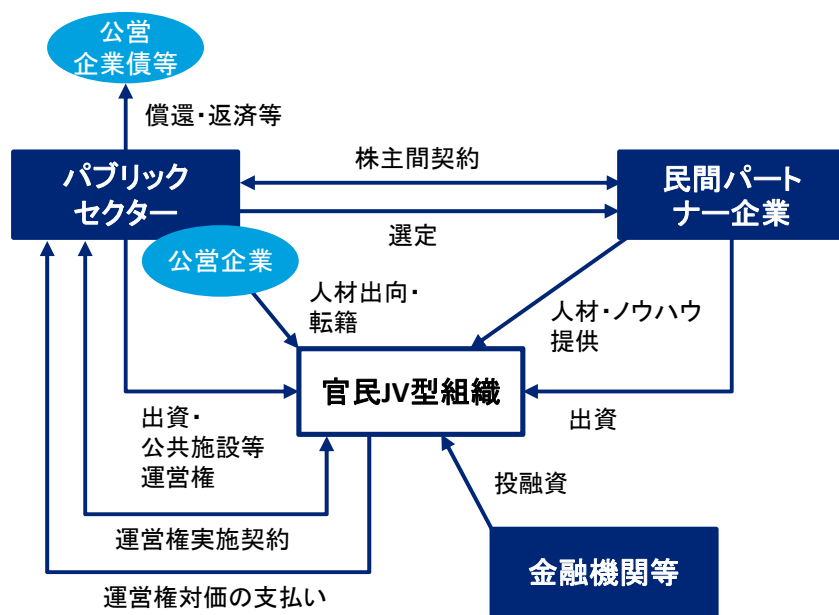 公営
企業債等
償還・返済等
パブリック
セクター
株主間契約
民間パート
ナー企業
選定
公営企業
人材出向・
転籍
人材・ノウハウ
提供
官民JV型組織
出資・
公共施設等
運営権
出資
投融資
運営権実施契約
金融機関等
運営権対価の支払い